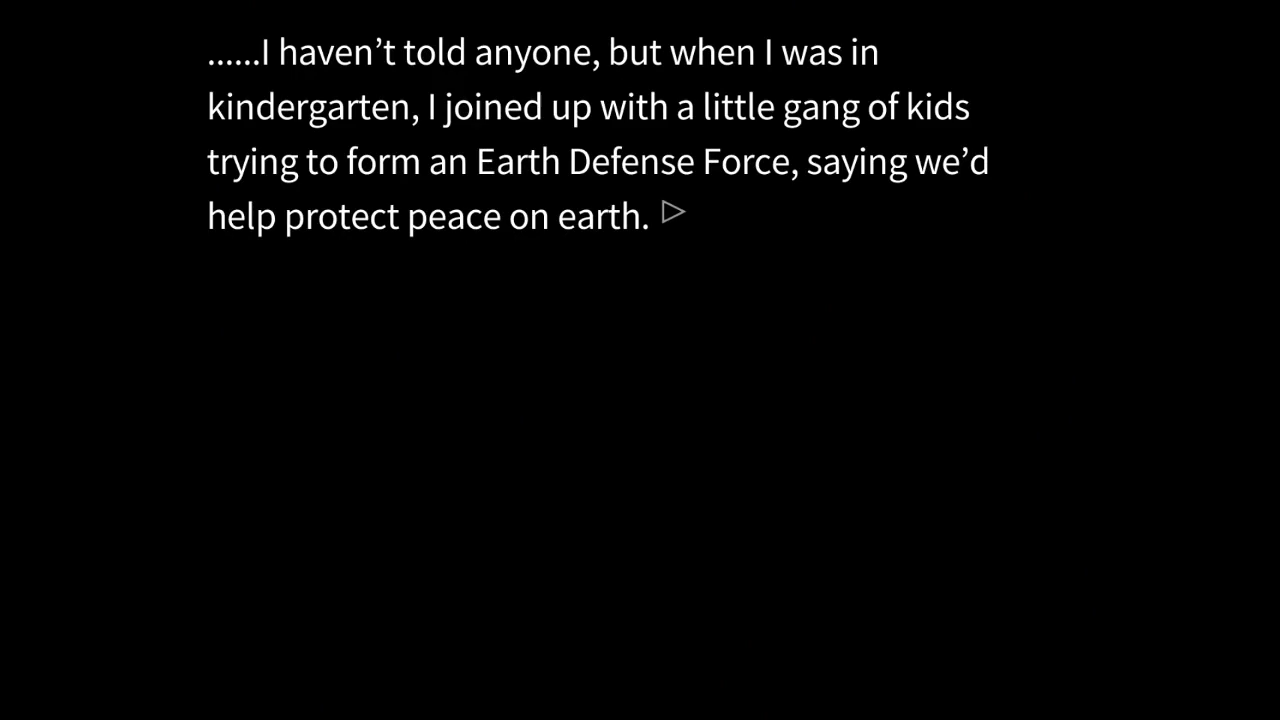 ......I haven’t told anyone, but when I was in
kindergarten, I joined up with a little gang of kids
trying to form an Earth Defense Force, saying we’d
help protect peace on earth.